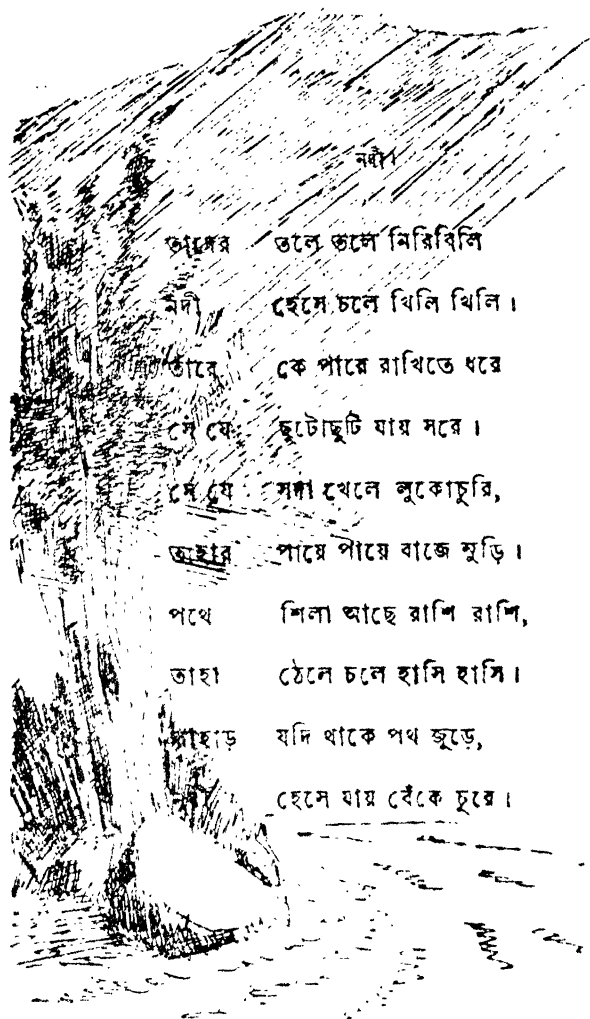 নদী।
তাদের তলে তলে নিরিবিলি
নদী হেসে চলে খিলি খিলি।
তারে কে পারে রাখিতে ধরে
সে যে ছুটোছুটি যায় সরে।
সে যে সদা খেলে লুকোচুরি,
তাহার পায়ে পায়ে বাজে নুড়ি।
পথে শিলা আছে রাশি রাশি,
তাহা ঠেলে চলে হাসি হাসি।
পাহাড় যদি থাকে পথ জুড়ে,
হেসে যায় বেঁকে চুরে।